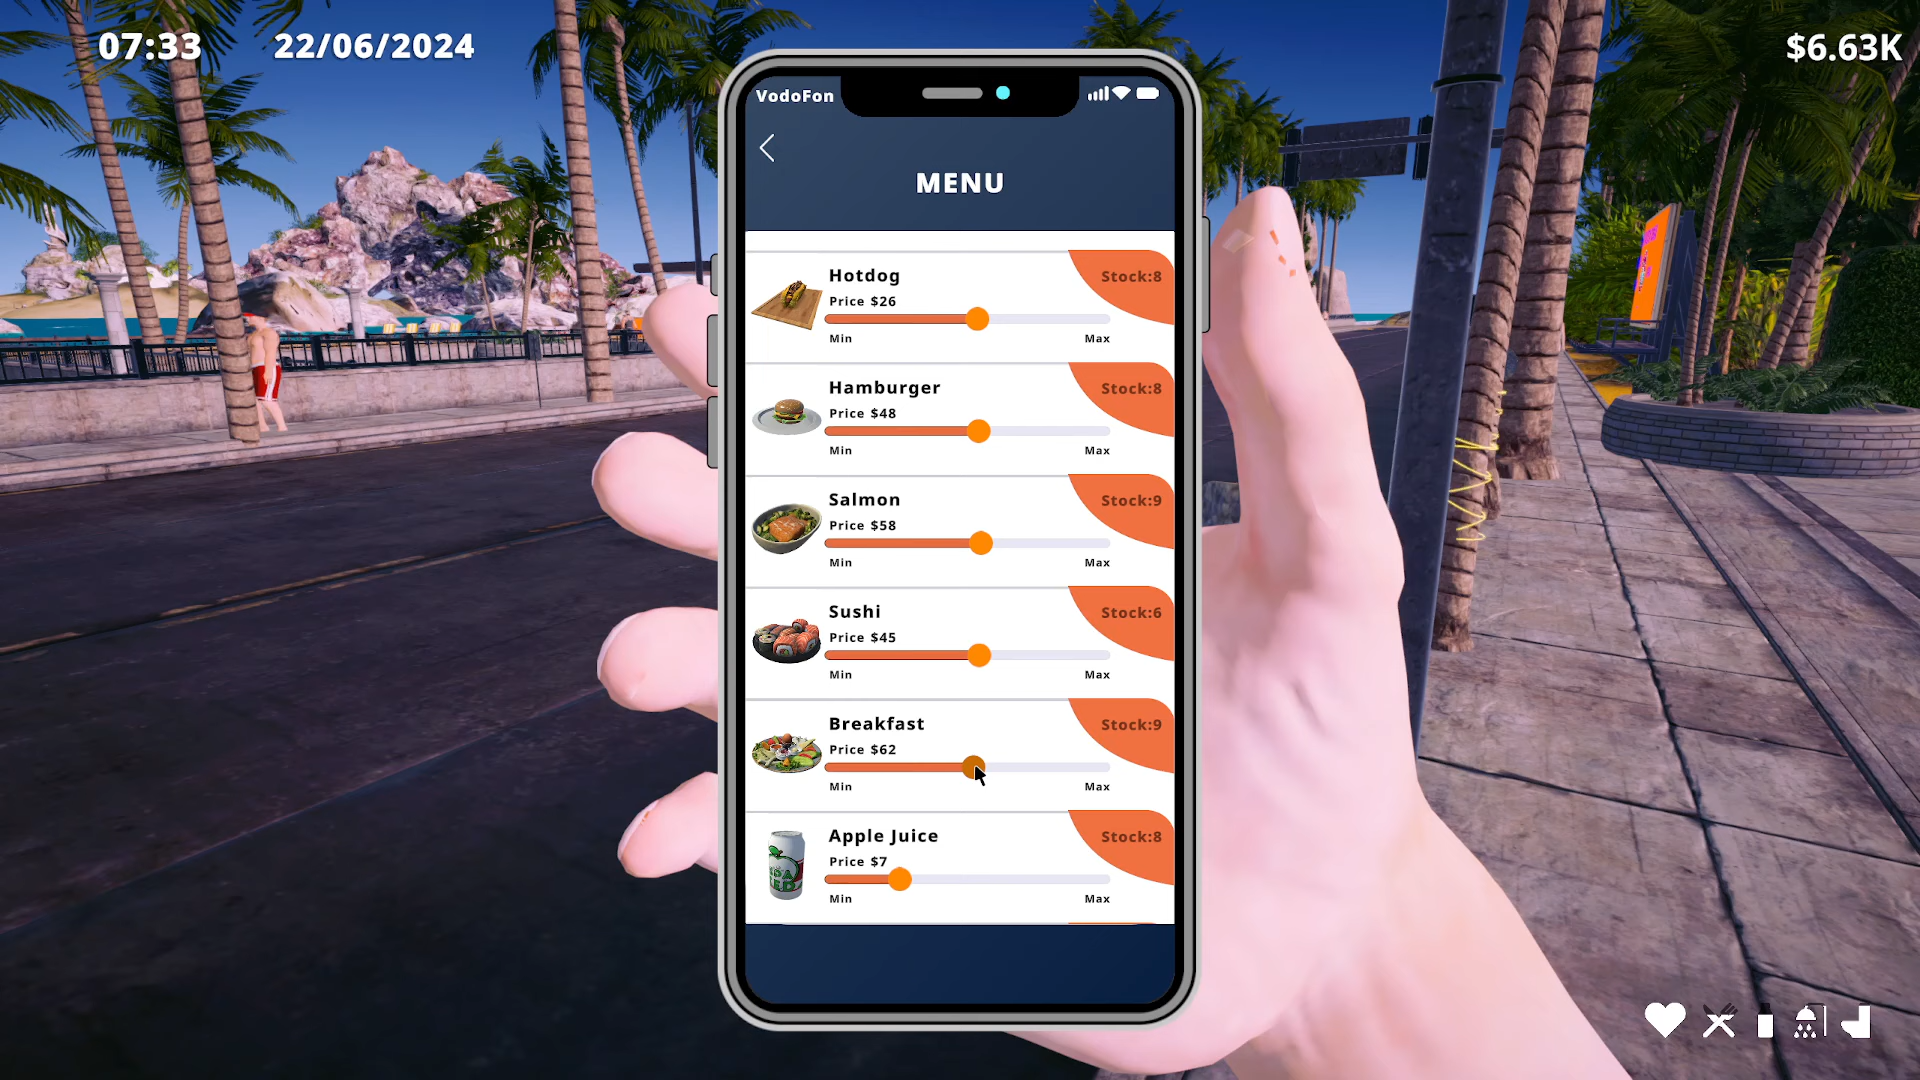 07:33
22/06/2024
$6.63K
VodoFon
MENU
Hotdog
Stock:8
Price $26
Min
Max
Hamburger
Stock:8
Price $48
Min
Max
Salmon
Stock:9
Price $58
Min
Max
Sushi
Stock:6
Price $45
Min
Max
Breakfast
Stock:9
Price $62
Min
Max
Apple Juice
Stock:8
Price $7
Min
Max